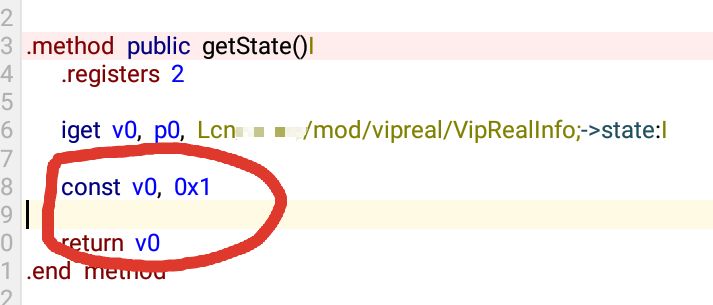 2
3 .method public getState()I
4 .registers 2
5
6 iget v0, p0, Lcn /mod/vipreal/VipRealInfo;->state:I
7
8 const v0, 0x1
9
0 return v0
1 .end method
2